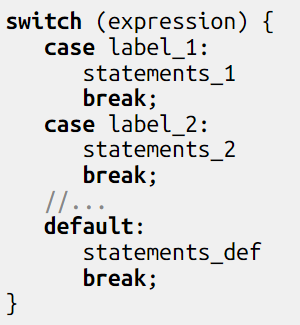 switch (expression) {
case label_1:
statements_1
break;
case label_2:
statements_2
break;
//...
default:
statements_def
break;
}